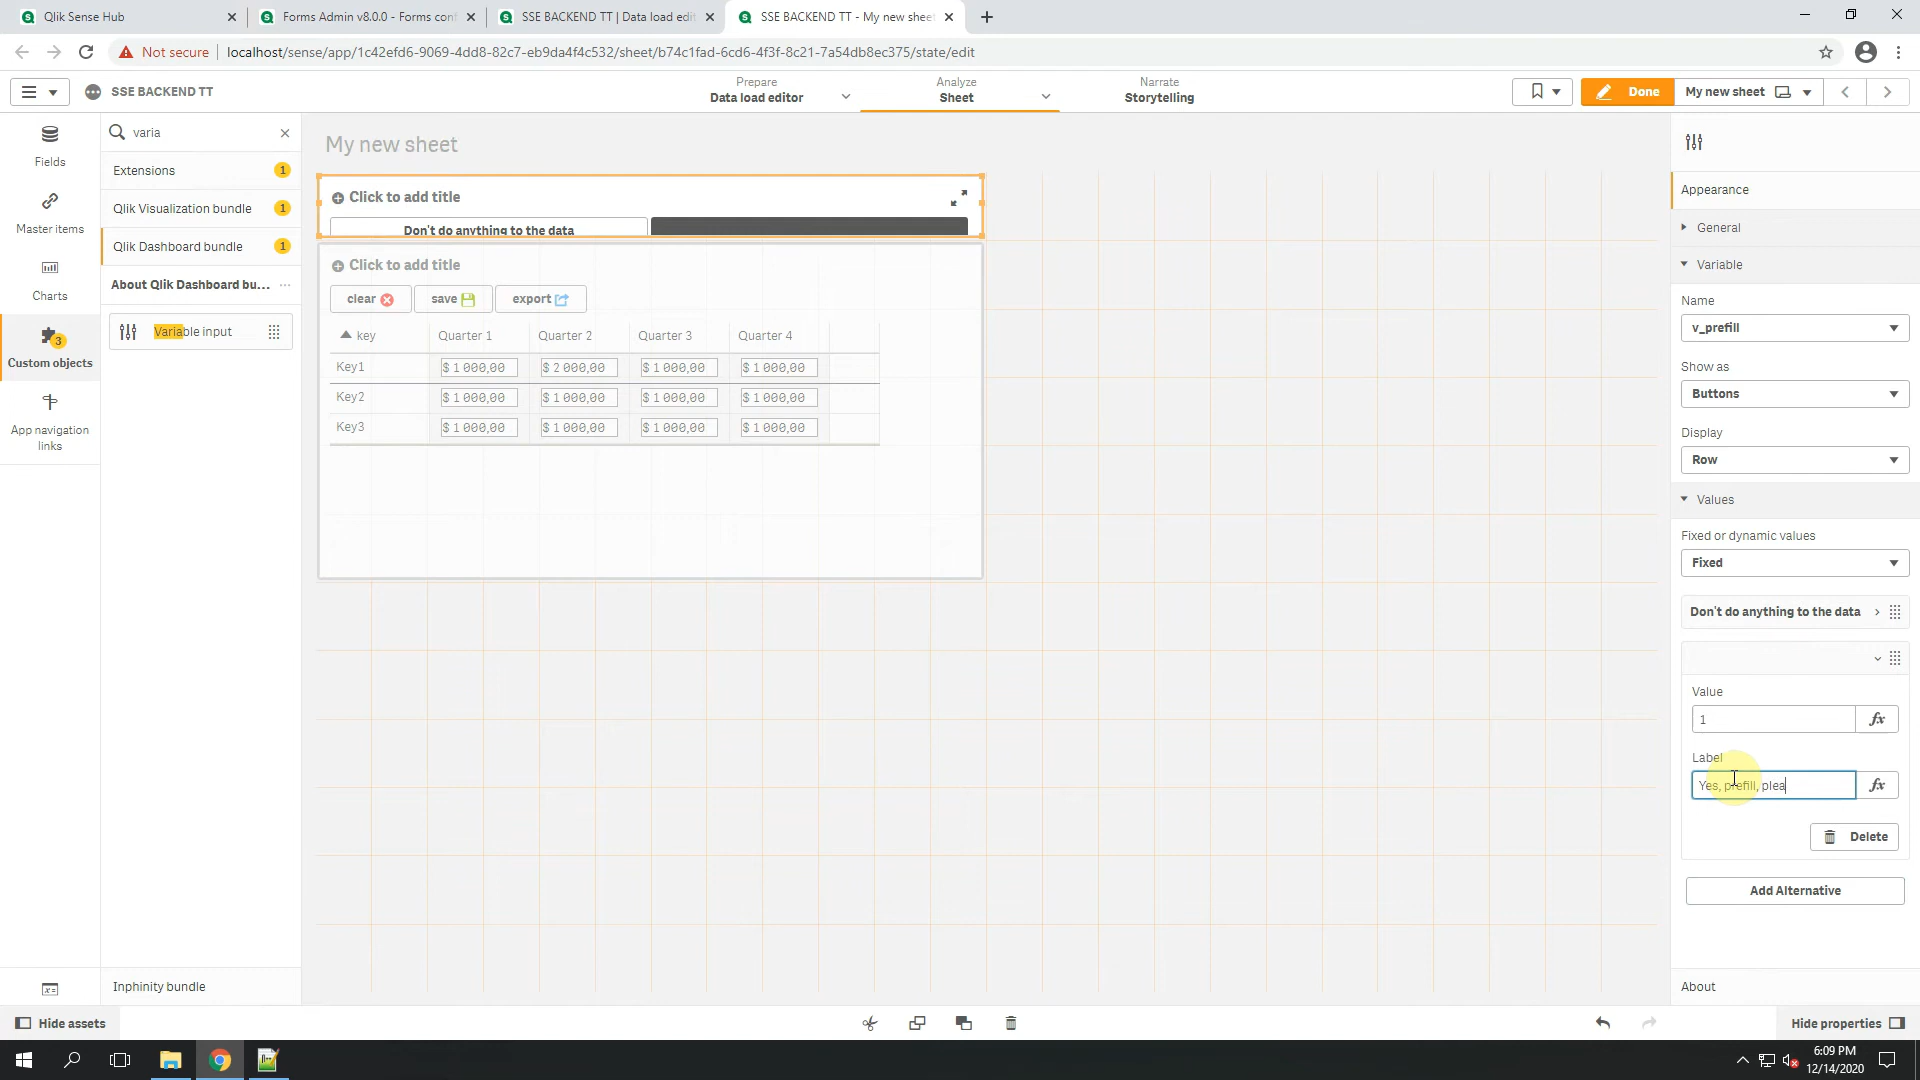 Qlik Sense Hub
Forms Admin v8.0.0 - Forms conf
SSE BACKEND TT | Data load edi
SSE BACKEND TT - My new shee
Not secure
localhost/sense/app/1c42efd6-9069-4dd8-82c7-eb9da4f4c532/sheet/b74c1fad-6cd6-4f3f-8c21-7a54db8ec375/state/edit
SSE BACKEND TT
Prepare
Data load editor
Analyze
Sheet
Narrate
Storytelling
Done
My new sheet
Fields
Master items
Charts
3
Custom objects
App navigation
links
varia
Extensions 1
Qlik Visualization bundle 1
Qlik Dashboard bundle 1
About Qlik Dashboard bu... ...
Variable input
Inphinity bundle
My new sheet
Click to add title
Don't do anything to the data
Click to add title
clear save export
key Quarter 1 Quarter 2 Quarter 3 Quarter 4
Key1 $ 1 000,00 $ 2 000,00 $ 1 000,00 $ 1 000,00
Key2 $ 1 000,00 $ 1 000,00 $ 1 000,00 $ 1 000,00
Key3 $ 1 000,00 $ 1 000,00 $ 1 000,00 $ 1 000,00
Appearance
General
Variable
Name
v_prefill
Show as
Buttons
Display
Row
Values
Fixed or dynamic values
Fixed
Don't do anything to the data
Value
1 fx
Label
Yes, prefill, plea fx
Delete
Add Alternative
About
Hide assets
Hide properties
6:09 PM
12/14/2020